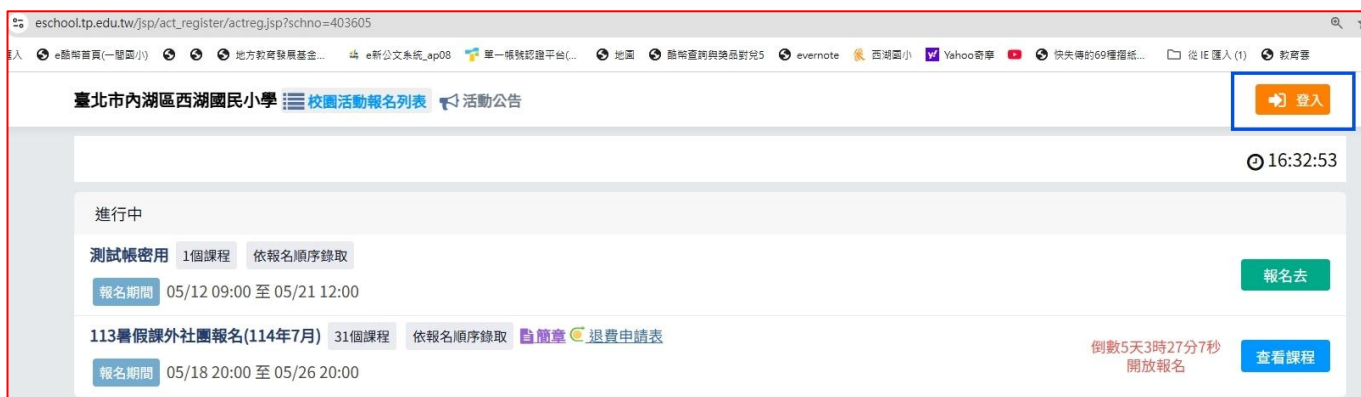 eschool.tp.edu.tw/jsp/act_register/actreg.jsp?schno=403605
匯入 e酷幣首頁(一間國小) 地方教育發展基金... e新公文系統_ap08 單一帳號認證平台(... 地圖 酷幣查詢與獎品對兌5 evernote 西湖國小 Yahoo奇摩 快失傳的69種摺紙... 從 IE 匯入 (1) 教育雲
臺北市內湖區西湖國民小學 校園活動報名列表 活動公告 登入
16:32:53
進行中
測試帳密用 1個課程 依報名順序錄取
報名去
報名期間 05/12 09:00 至 05/21 12:00
113暑假課外社團報名(114年7月) 31個課程 依報名順序錄取 簡章 退費申請表
倒數5天3時27分7秒
開放報名
查看課程
報名期間 05/18 20:00 至 05/26 20:00